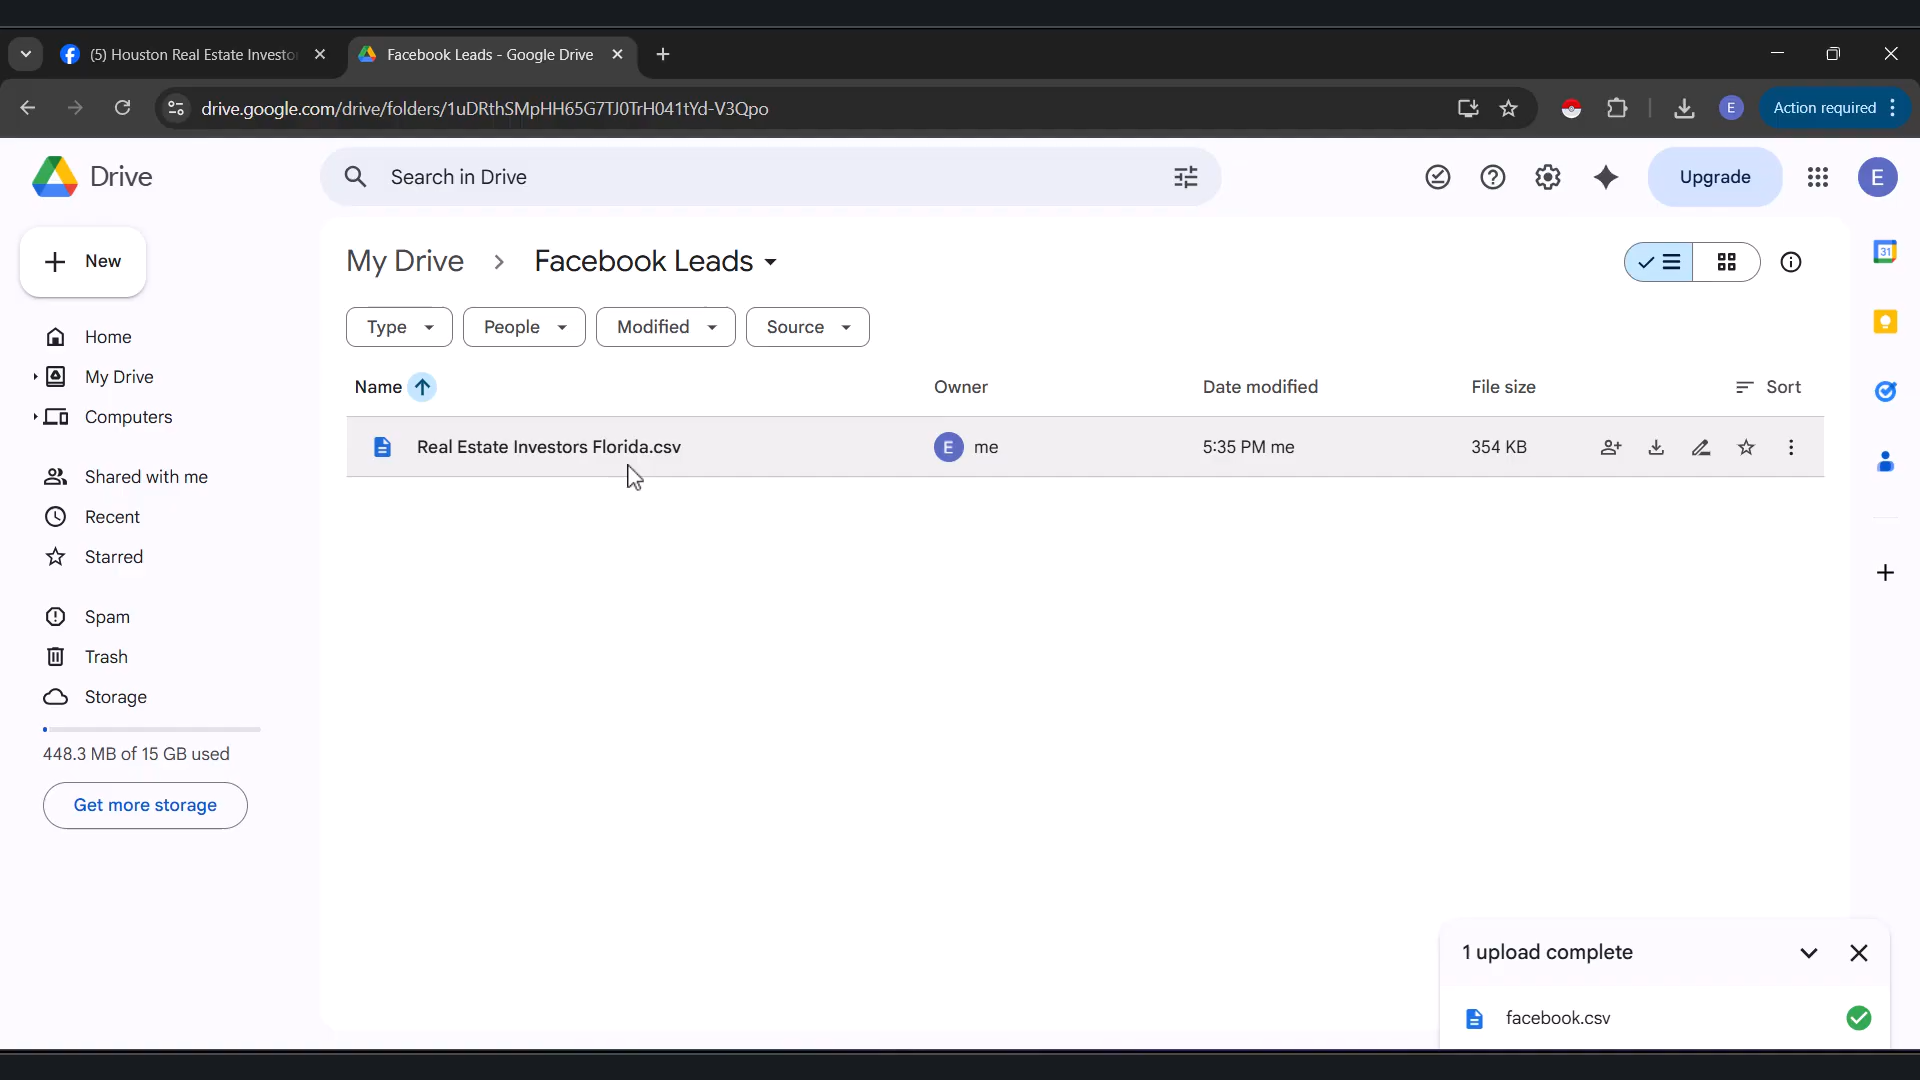 (5) Houston Real Estate Investo
Facebook Leads - Google Drive
drive.google.com/drive/folders/1uDRthSMpHH65G7TJ0TrH041tYd-V3Qpo
E
Action required
Drive
Search in Drive
Upgrade
E
New
My Drive
Facebook Leads
31
Type
People
Modified
Source
Home
My Drive
Computers
Name
Owner
Date modified
File size
Sort
Real Estate Investors Florida.csv
E
me
5:35 PM me
354 KB
Shared with me
Recent
Starred
Spam
Trash
Storage
448.3 MB of 15 GB used
Get more storage
1 upload complete
facebook.csv